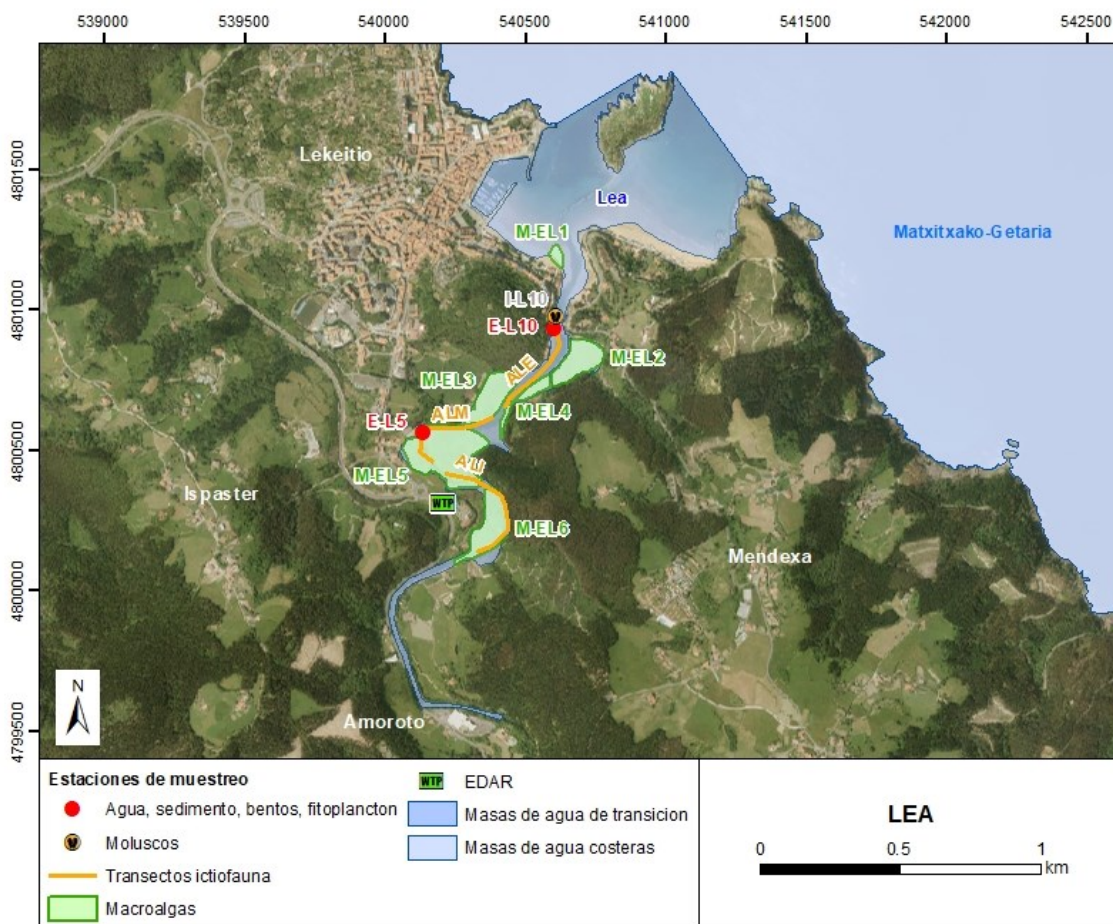 539000 539500 540000 540500 541000 541500 542000 542500
4801500
4801000
4800500
4800000
4799500
Lekeitio
Lea
Matxitxako-Getaria
M-EL1
I-L10
E-L10
M-EL2
M-EL3
ALE
M-EL4
ALM
E-L5
ALI
M-EL5
Ispaster
WTP
M-EL6
Mendexa
Amoroto
N
Estaciones de muestreo
Agua, sedimento, bentos, fitoplancton
Moluscos
Transectos ictiofauna
Macroalgas
WTP EDAR
Masas de agua de transicion
Masas de agua costeras
LEA
0 0.5 1
km